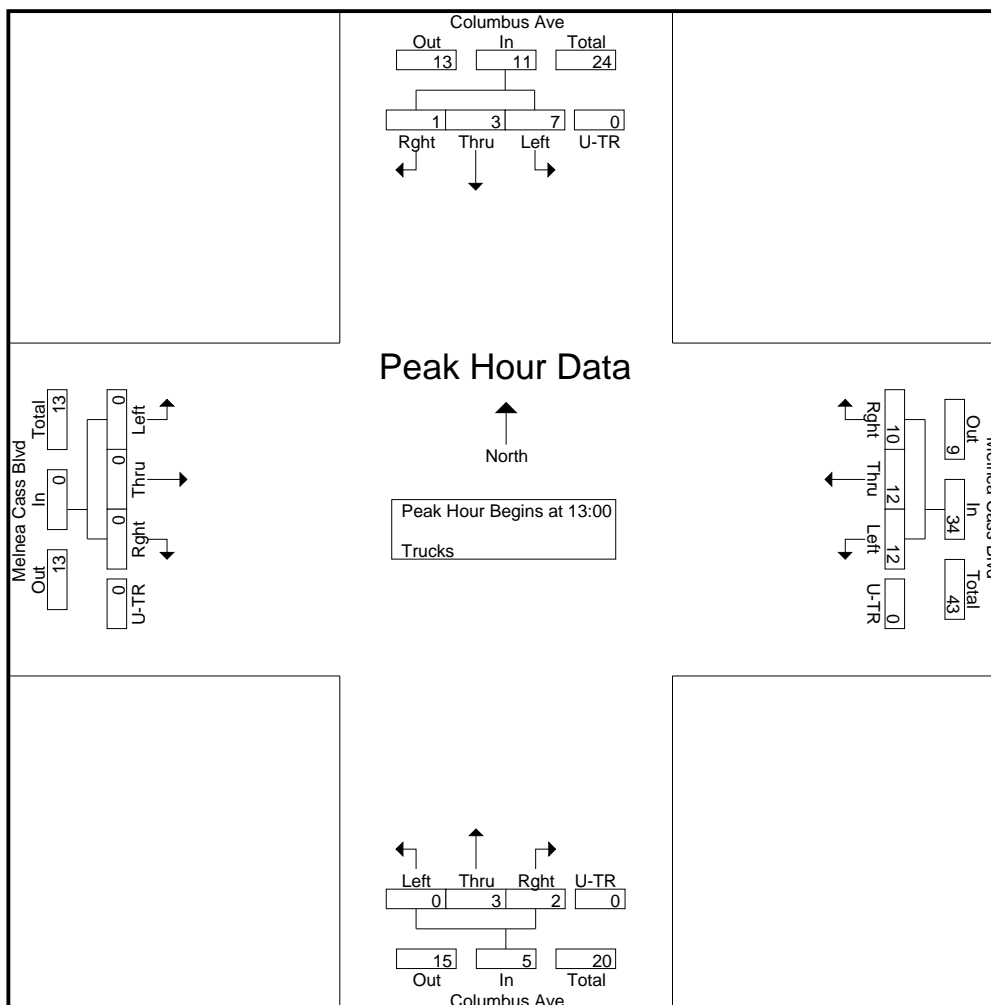 Columbus Ave
Out In Total
13 11 24
1 3 7 0
Rght Thru Left U-TR
Peak Hour Data
North
Peak Hour Begins at 13:00
Trucks
Melnea Cass Blvd
Total In Out
13 0 13
0 0 0 0
Left Thru Rght U-TR
Rght Thru Left U-TR
10 12 12 0
Out In Total
9 34 43
Melnea Cass Blvd
Left Thru Rght U-TR
0 3 2 0
15 5 20
Out In Total
Columbus Ave